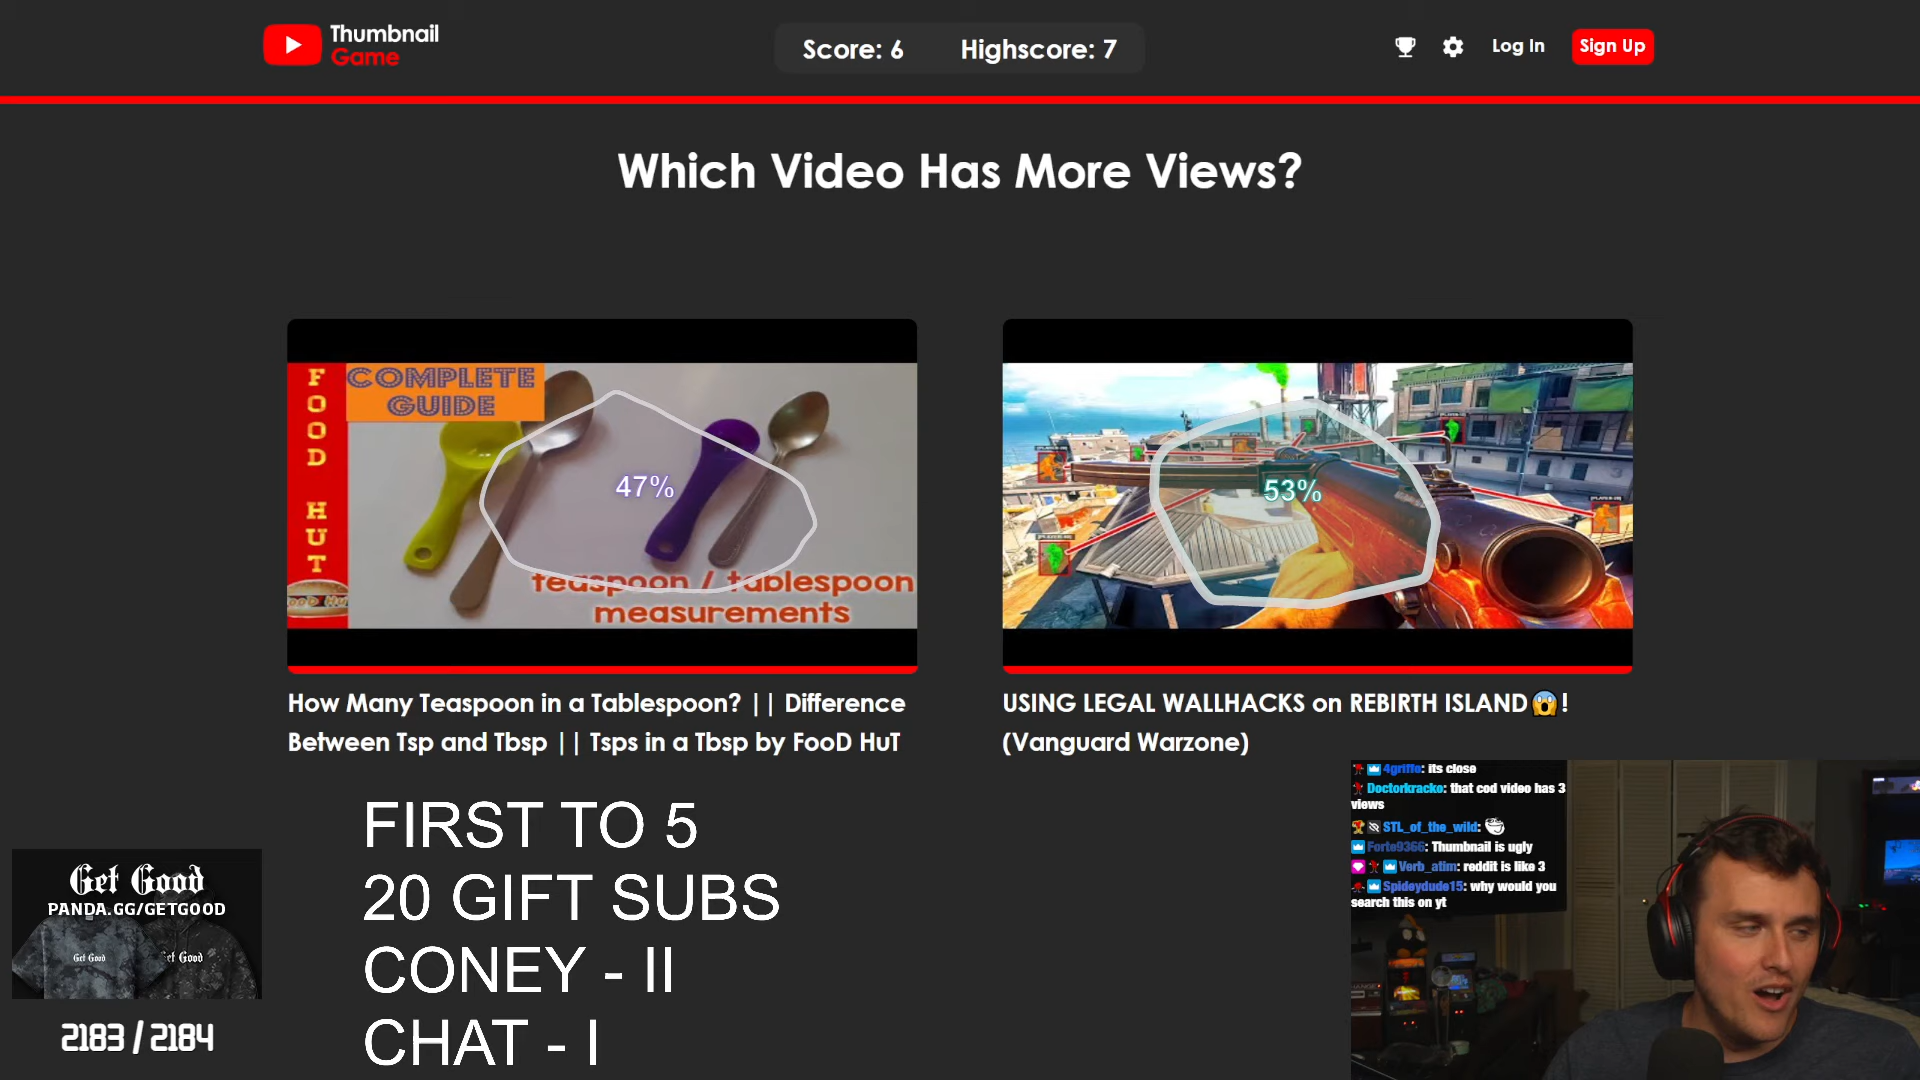 Thumbnail
Game
Score: 6
Highscore: 7
Log In
Sign Up
Which Video Has More Views?
FOOD HUT
COMPLETE
GUIDE
47%
teaspoon / tablespoon
measurements
53%
How Many Teaspoon in a Tablespoon? || Difference
Between Tsp and Tbsp || Tsps in a Tbsp by FooD HuT
USING LEGAL WALLHACKS on REBIRTH ISLAND😱!
(Vanguard Warzone)
FIRST TO 5
20 GIFT SUBS
CONEY - II
CHAT - I
Get Good
PANDA.GG/GETGOOD
Get Good
Get Good
2183 / 2184
4griffo: its close
Doctorkracko: that cod video has 3
views
STL_of_the_wild:
Forte9366: Thumbnail is ugly
Verb_atim: reddit is like 3
Spideydude15: why would you
search this on yt